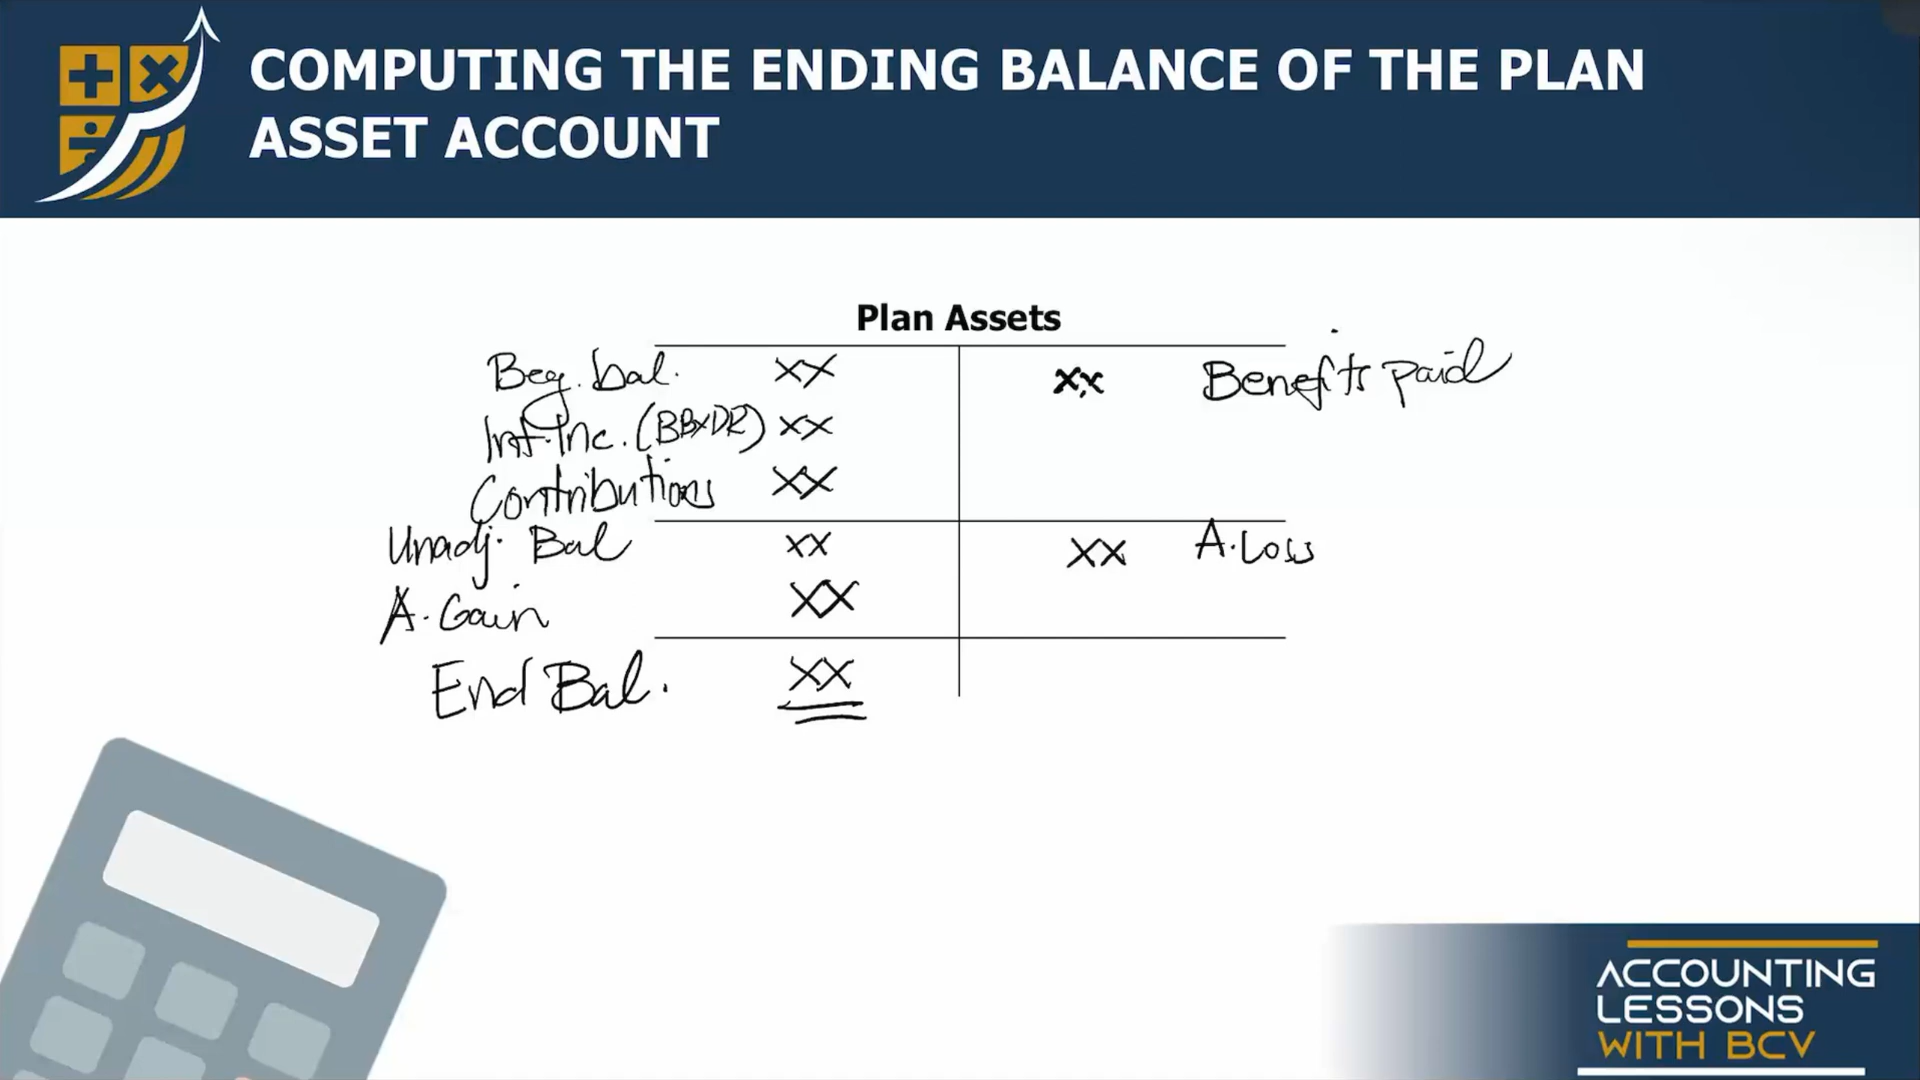 COMPUTING THE ENDING BALANCE OF THE PLAN
ASSET ACCOUNT
Plan Assets
Beg. bal. XX XX Benefits paid
Int. Inc. (BBxDR) XX
Contributions XX
Unadj. Bal XX XX A. Loss
A. Gain XX
End Bal. XX
ACCOUNTING
LESSONS
WITH BCV